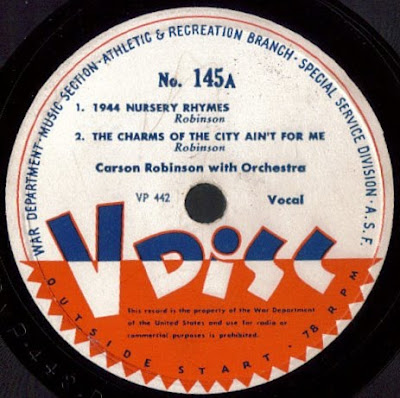 WAR DEPARTMENT · MUSIC SECTION · ATHLETIC & RECREATION BRANCH · SPECIAL SERVICE DIVISION · A.S.F.
No. 145A
1. 1944 NURSERY RHYMES
Robinson
2. THE CHARMS OF THE CITY AIN'T FOR ME
Robinson
Carson Robinson with Orchestra
VP 442
Vocal
V DiSC
This record is the property of the War Department
of the United States and use for radio or
commercial purposes is prohibited.
OUTSIDE START · 78 RPM